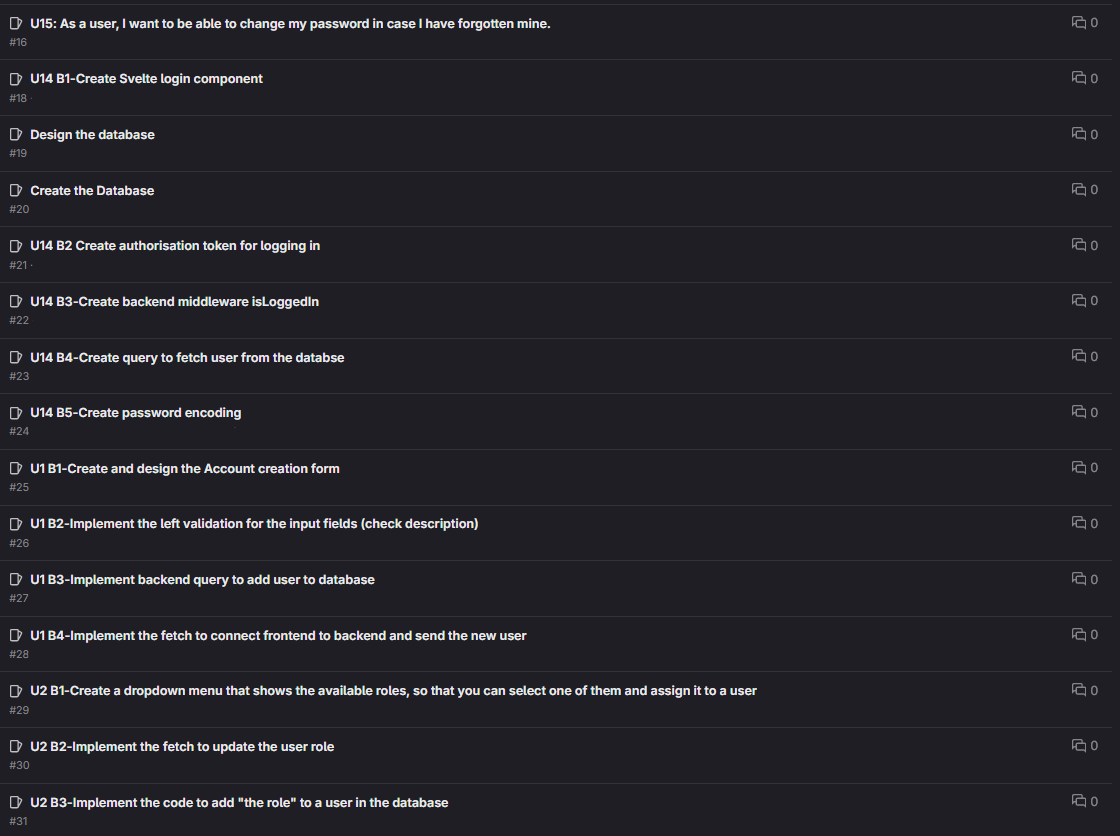 U15: As a user, I want to be able to change my password in case I have forgotten mine.
0
#16
U14 B1-Create Svelte login component
0
#18 ·
Design the database
0
#19
Create the Database
0
#20
U14 B2 Create authorisation token for logging in
0
#21 ·
U14 B3-Create backend middleware isLoggedIn
0
#22
U14 B4-Create query to fetch user from the databse
0
#23
U14 B5-Create password encoding
0
#24
U1 B1-Create and design the Account creation form
0
#25
U1 B2-Implement the left validation for the input fields (check description)
0
#26
U1 B3-Implement backend query to add user to database
0
#27
U1 B4-Implement the fetch to connect frontend to backend and send the new user
0
#28
U2 B1-Create a dropdown menu that shows the available roles, so that you can select one of them and assign it to a user
0
#29
U2 B2-Implement the fetch to update the user role
0
#30
U2 B3-Implement the code to add "the role" to a user in the database
0
#31